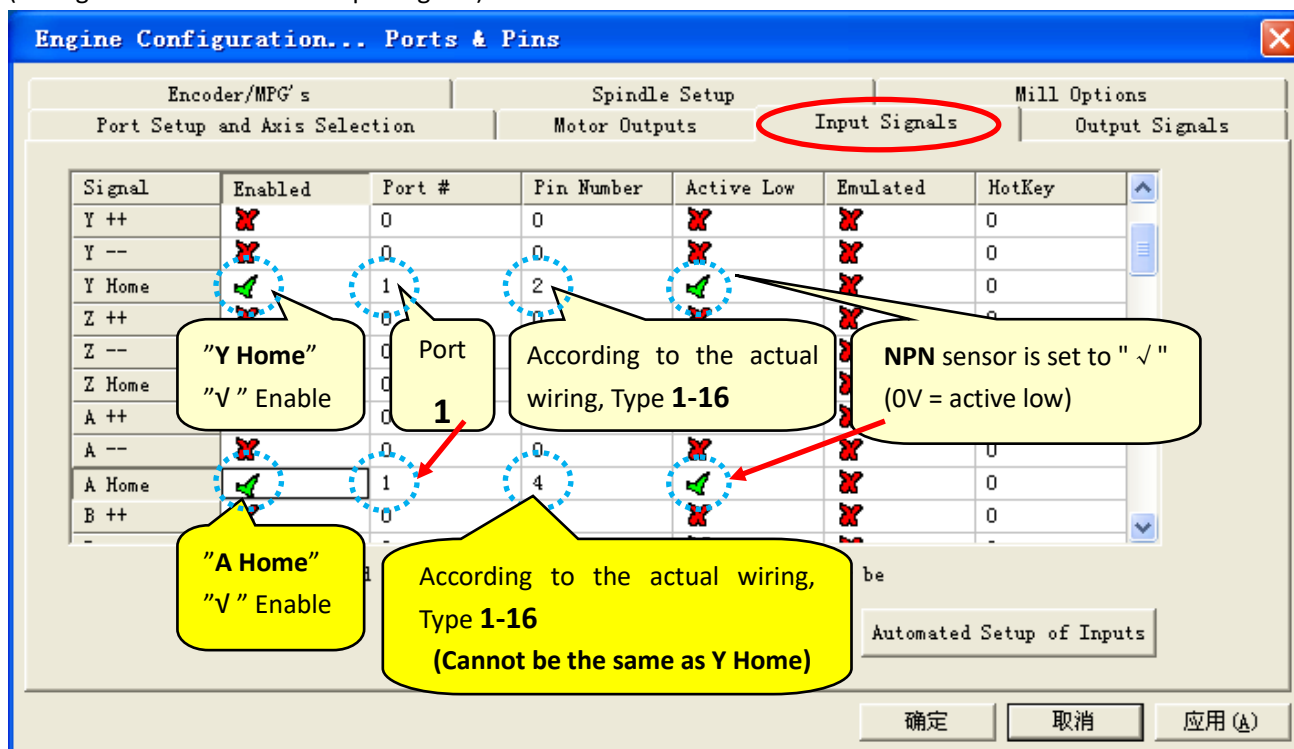 Engine Configuration... Ports & Pins
Encoder/MPG's Spindle Setup Mill Options
Port Setup and Axis Selection Motor Outputs Input Signals Output Signals
Signal Enabled Port # Pin Number Active Low Emulated HotKey
Y ++ 0 0 0
Y -- 0 0 0
Y Home 1 2 0
Z ++ 0 0 0
Z -- 0
Z Home 0
A ++ 0
A -- 0 0 0
A Home 1 4 0
B ++ 0 0
"Y Home"
"√ " Enable
Port
1
According to the actual
wiring, Type 1-16
NPN sensor is set to " √ "
(0V = active low)
"A Home"
"√ " Enable
According to the actual wiring,
Type 1-16
(Cannot be the same as Y Home)
be
Automated Setup of Inputs
确定 取消 应用 (A)